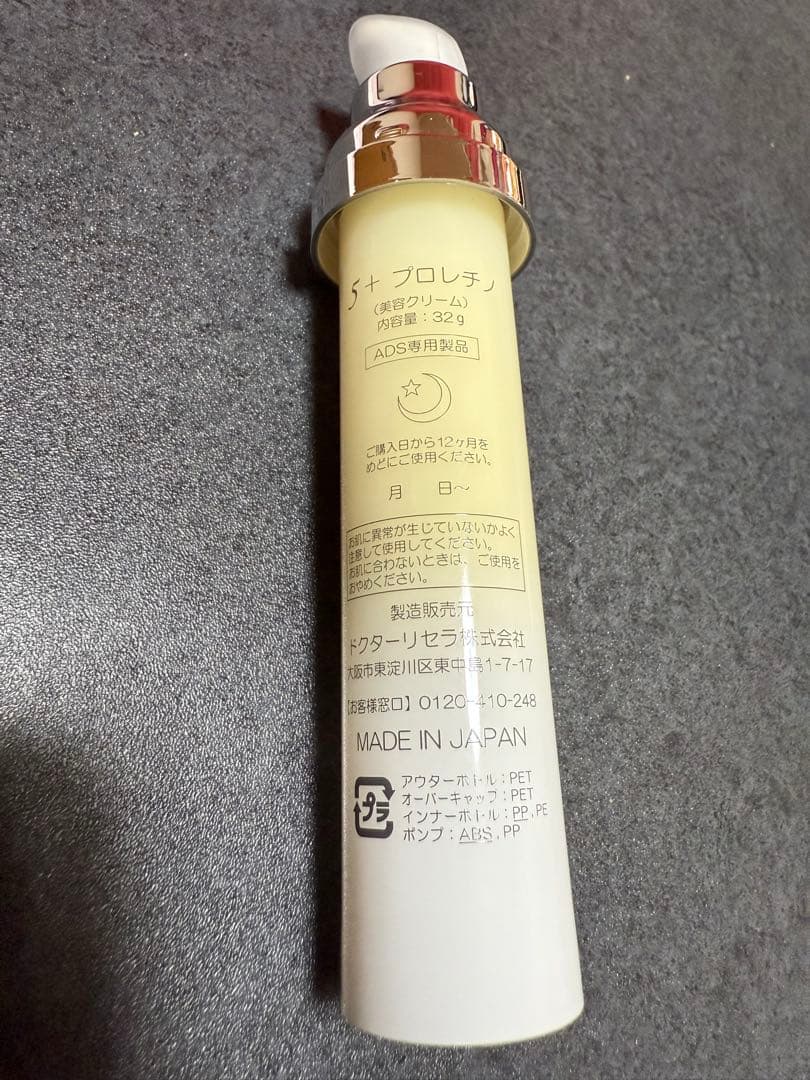 5+ プロレチノ
（美容クリーム）
内容量：32g
ADS専用製品
ご購入日から12ヶ月を
めどにご使用ください。
月　日～
お肌に異常が生じていないかよく
注意して使用してください。
お肌に合わないときは、ご使用を
おやめください。
製造販売元
ドクターリセラ株式会社
大阪市東淀川区東中島1-7-17
【お客様窓口】0120-410-248
MADE IN JAPAN
プラ
アウターボトル：PET
オーバーキャップ：PET
インナーボトル：PP,PE
ポンプ：ABS,PP